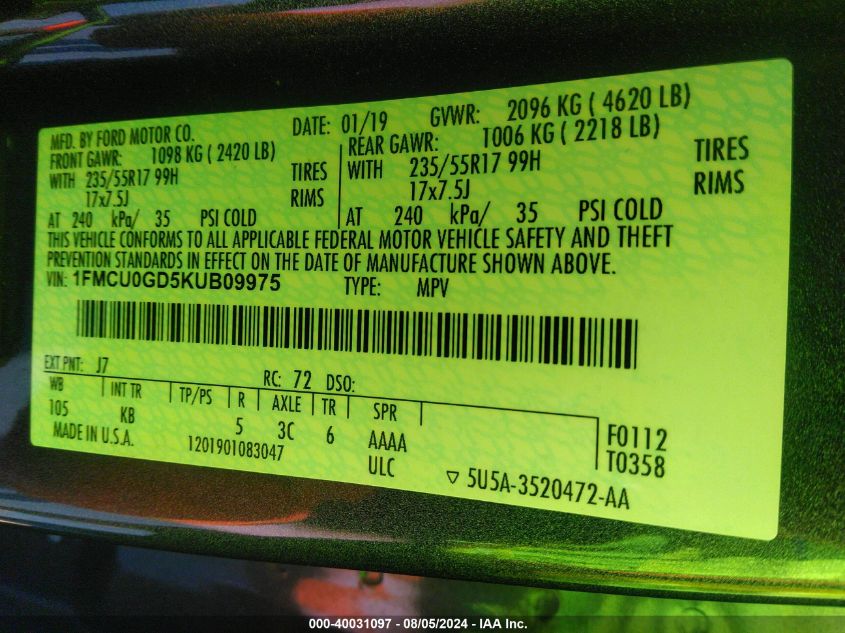 MFD. BY FORD MOTOR CO. DATE: 01/19 GVWR: 2096 KG ( 4620 LB)
FRONT GAWR: 1098 KG ( 2420 LB) REAR GAWR: 1006 KG ( 2218 LB)
WITH 235/55R17 99H TIRES WITH 235/55R17 99H TIRES
17x7.5J RIMS 17x7.5J RIMS
AT 240 kPa/ 35 PSI COLD AT 240 kPa/ 35 PSI COLD
THIS VEHICLE CONFORMS TO ALL APPLICABLE FEDERAL MOTOR VEHICLE SAFETY AND THEFT
PREVENTION STANDARDS IN EFFECT ON THE DATE OF MANUFACTURE SHOWN ABOVE.
VIN: 1FMCU0GD5KUB09975 TYPE: MPV
EXT PNT: J7 RC: 72 DSO:
WB INT TR TP/PS R AXLE TR SPR
105 KB 5 3C 6 AAAA F0112
MADE IN U.S.A. 1201901083047 ULC T0358
▽ 5U5A-3520472-AA
000-40031097 - 08/05/2024 - IAA Inc.